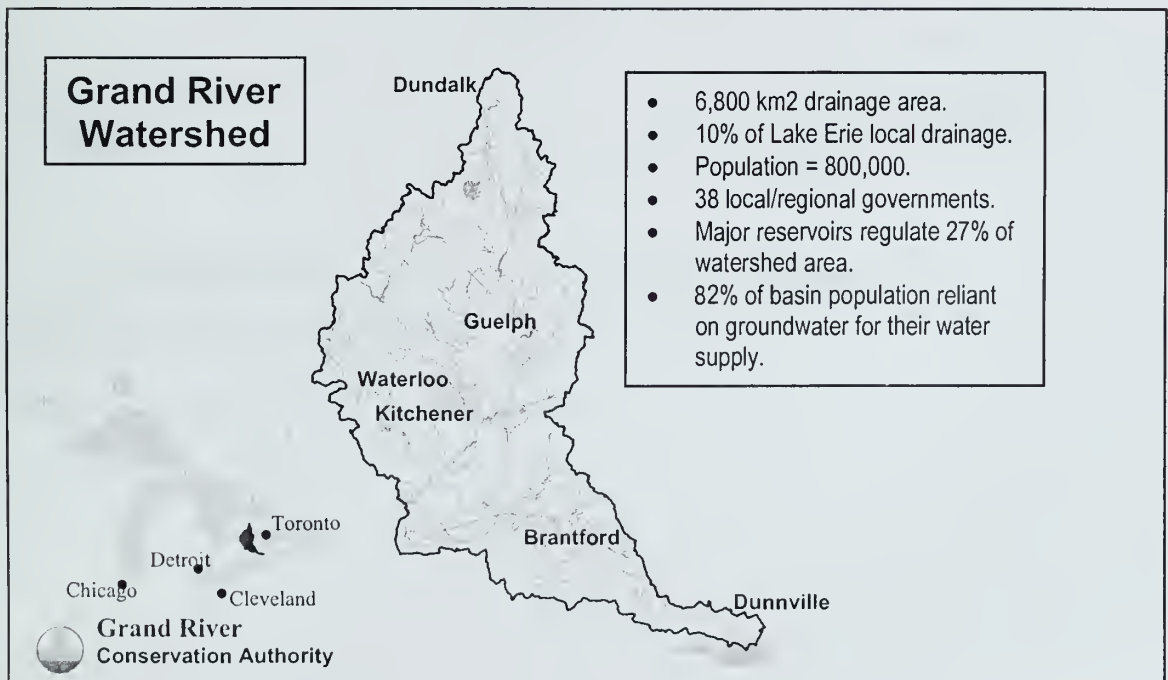 Grand River
Watershed
Dundalk
Guelph
Waterloo
Kitchener
Brantford
Dunnville
• 6,800 km2 drainage area.
• 10% of Lake Erie local drainage.
• Population = 800,000.
• 38 local/regional governments.
• Major reservoirs regulate 27% of
watershed area.
• 82% of basin population reliant
on groundwater for their water
supply.
Toronto
Detroit
Chicago
Cleveland
Grand River
Conservation Authority